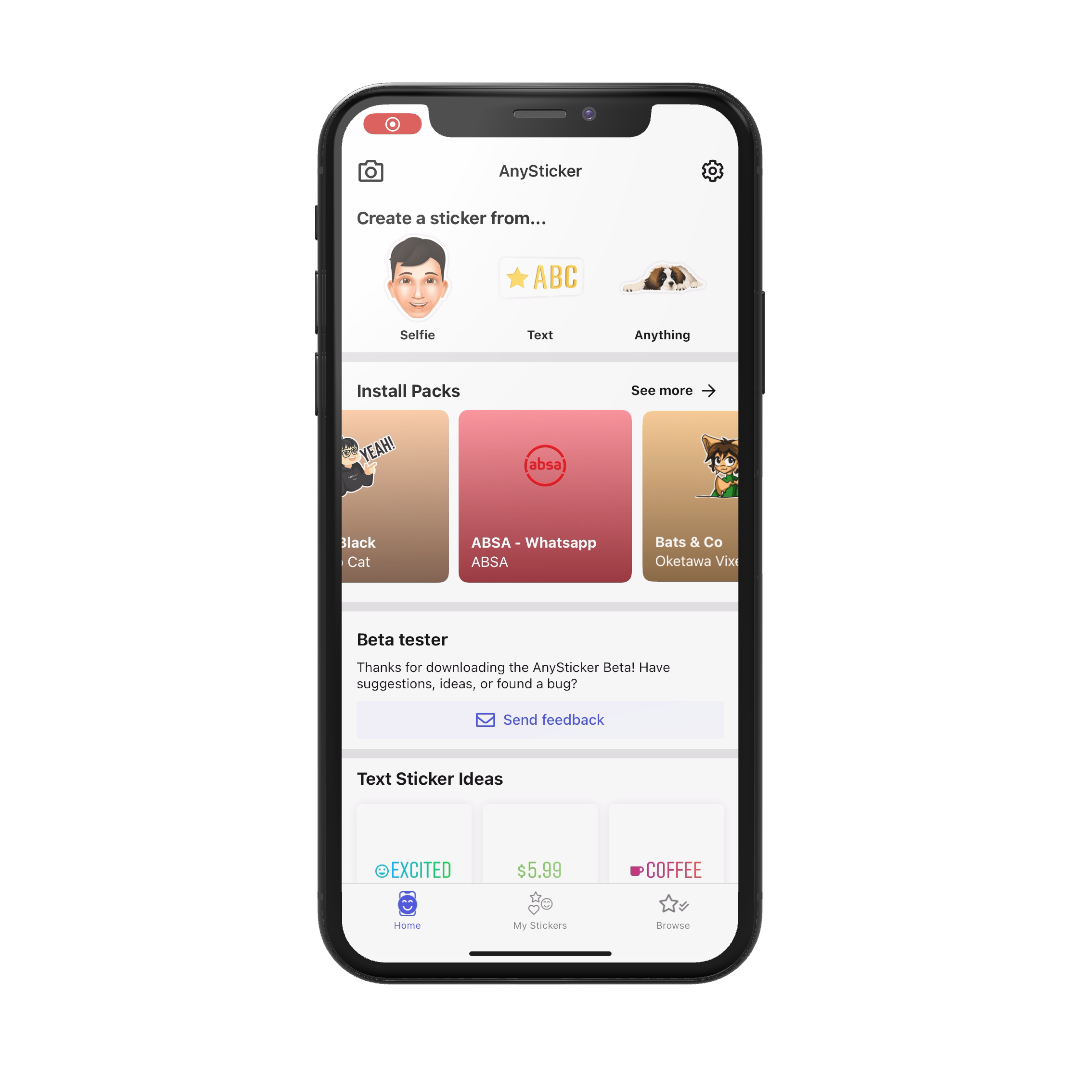 AnySticker
Create a sticker from...
ABC
Selfie
Text
Anything
Install Packs
See more
YEAH!
Black
Cat
absa
ABSA - Whatsapp
ABSA
Bats & Co
Oketawa Vixe
Beta tester
Thanks for downloading the AnySticker Beta! Have
suggestions, ideas, or found a bug?
Send feedback
Text Sticker Ideas
EXCITED
$5.99
COFFEE
Home
My Stickers
Browse